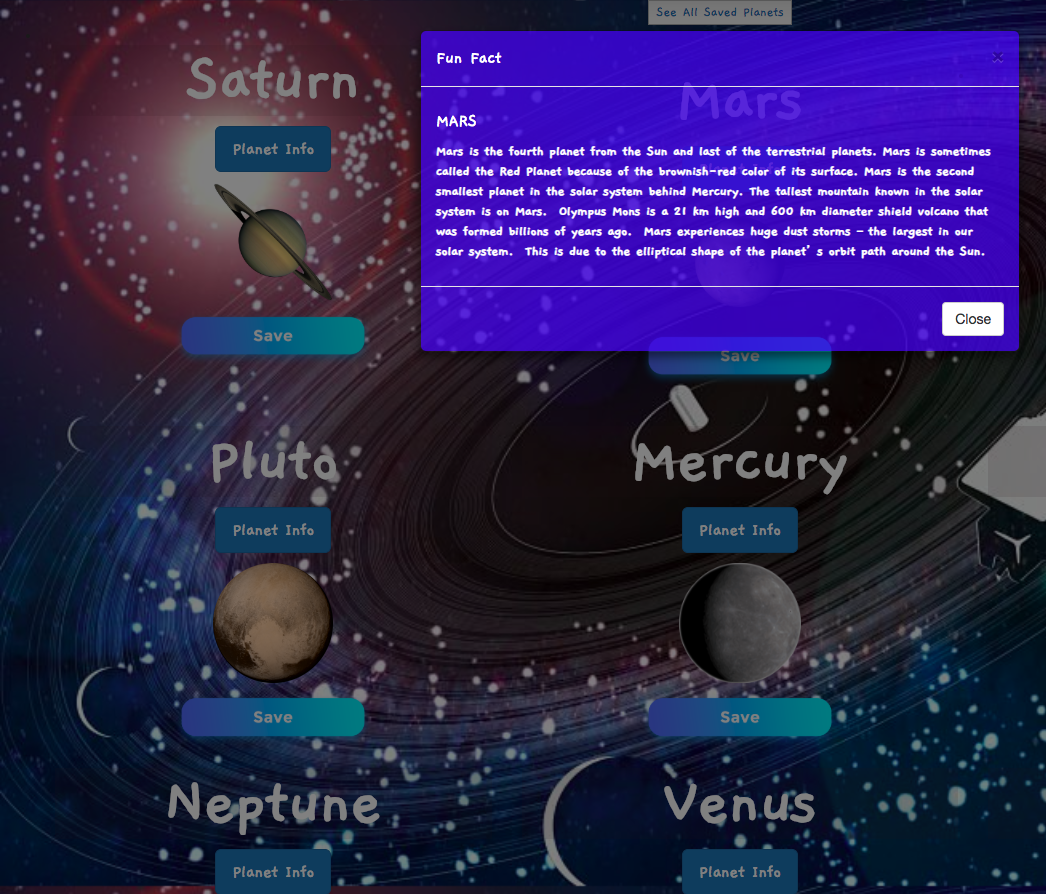 See All Saved Planets
Saturn
Planet Info
Save
Fun Fact
×
MARS
Mars is the fourth planet from the Sun and last of the terrestrial planets. Mars is sometimes
called the Red Planet because of the brownish-red color of its surface. Mars is the second
smallest planet in the solar system behind Mercury. The tallest mountain known in the solar
system is on Mars.  Olympus Mons is a 21 km high and 600 km diameter shield volcano that
was formed billions of years ago.  Mars experiences huge dust storms – the largest in our
solar system.  This is due to the elliptical shape of the planet’s orbit path around the Sun.
Close
Mars
Save
Pluto
Planet Info
Save
Mercury
Planet Info
Save
Neptune
Planet Info
Venus
Planet Info